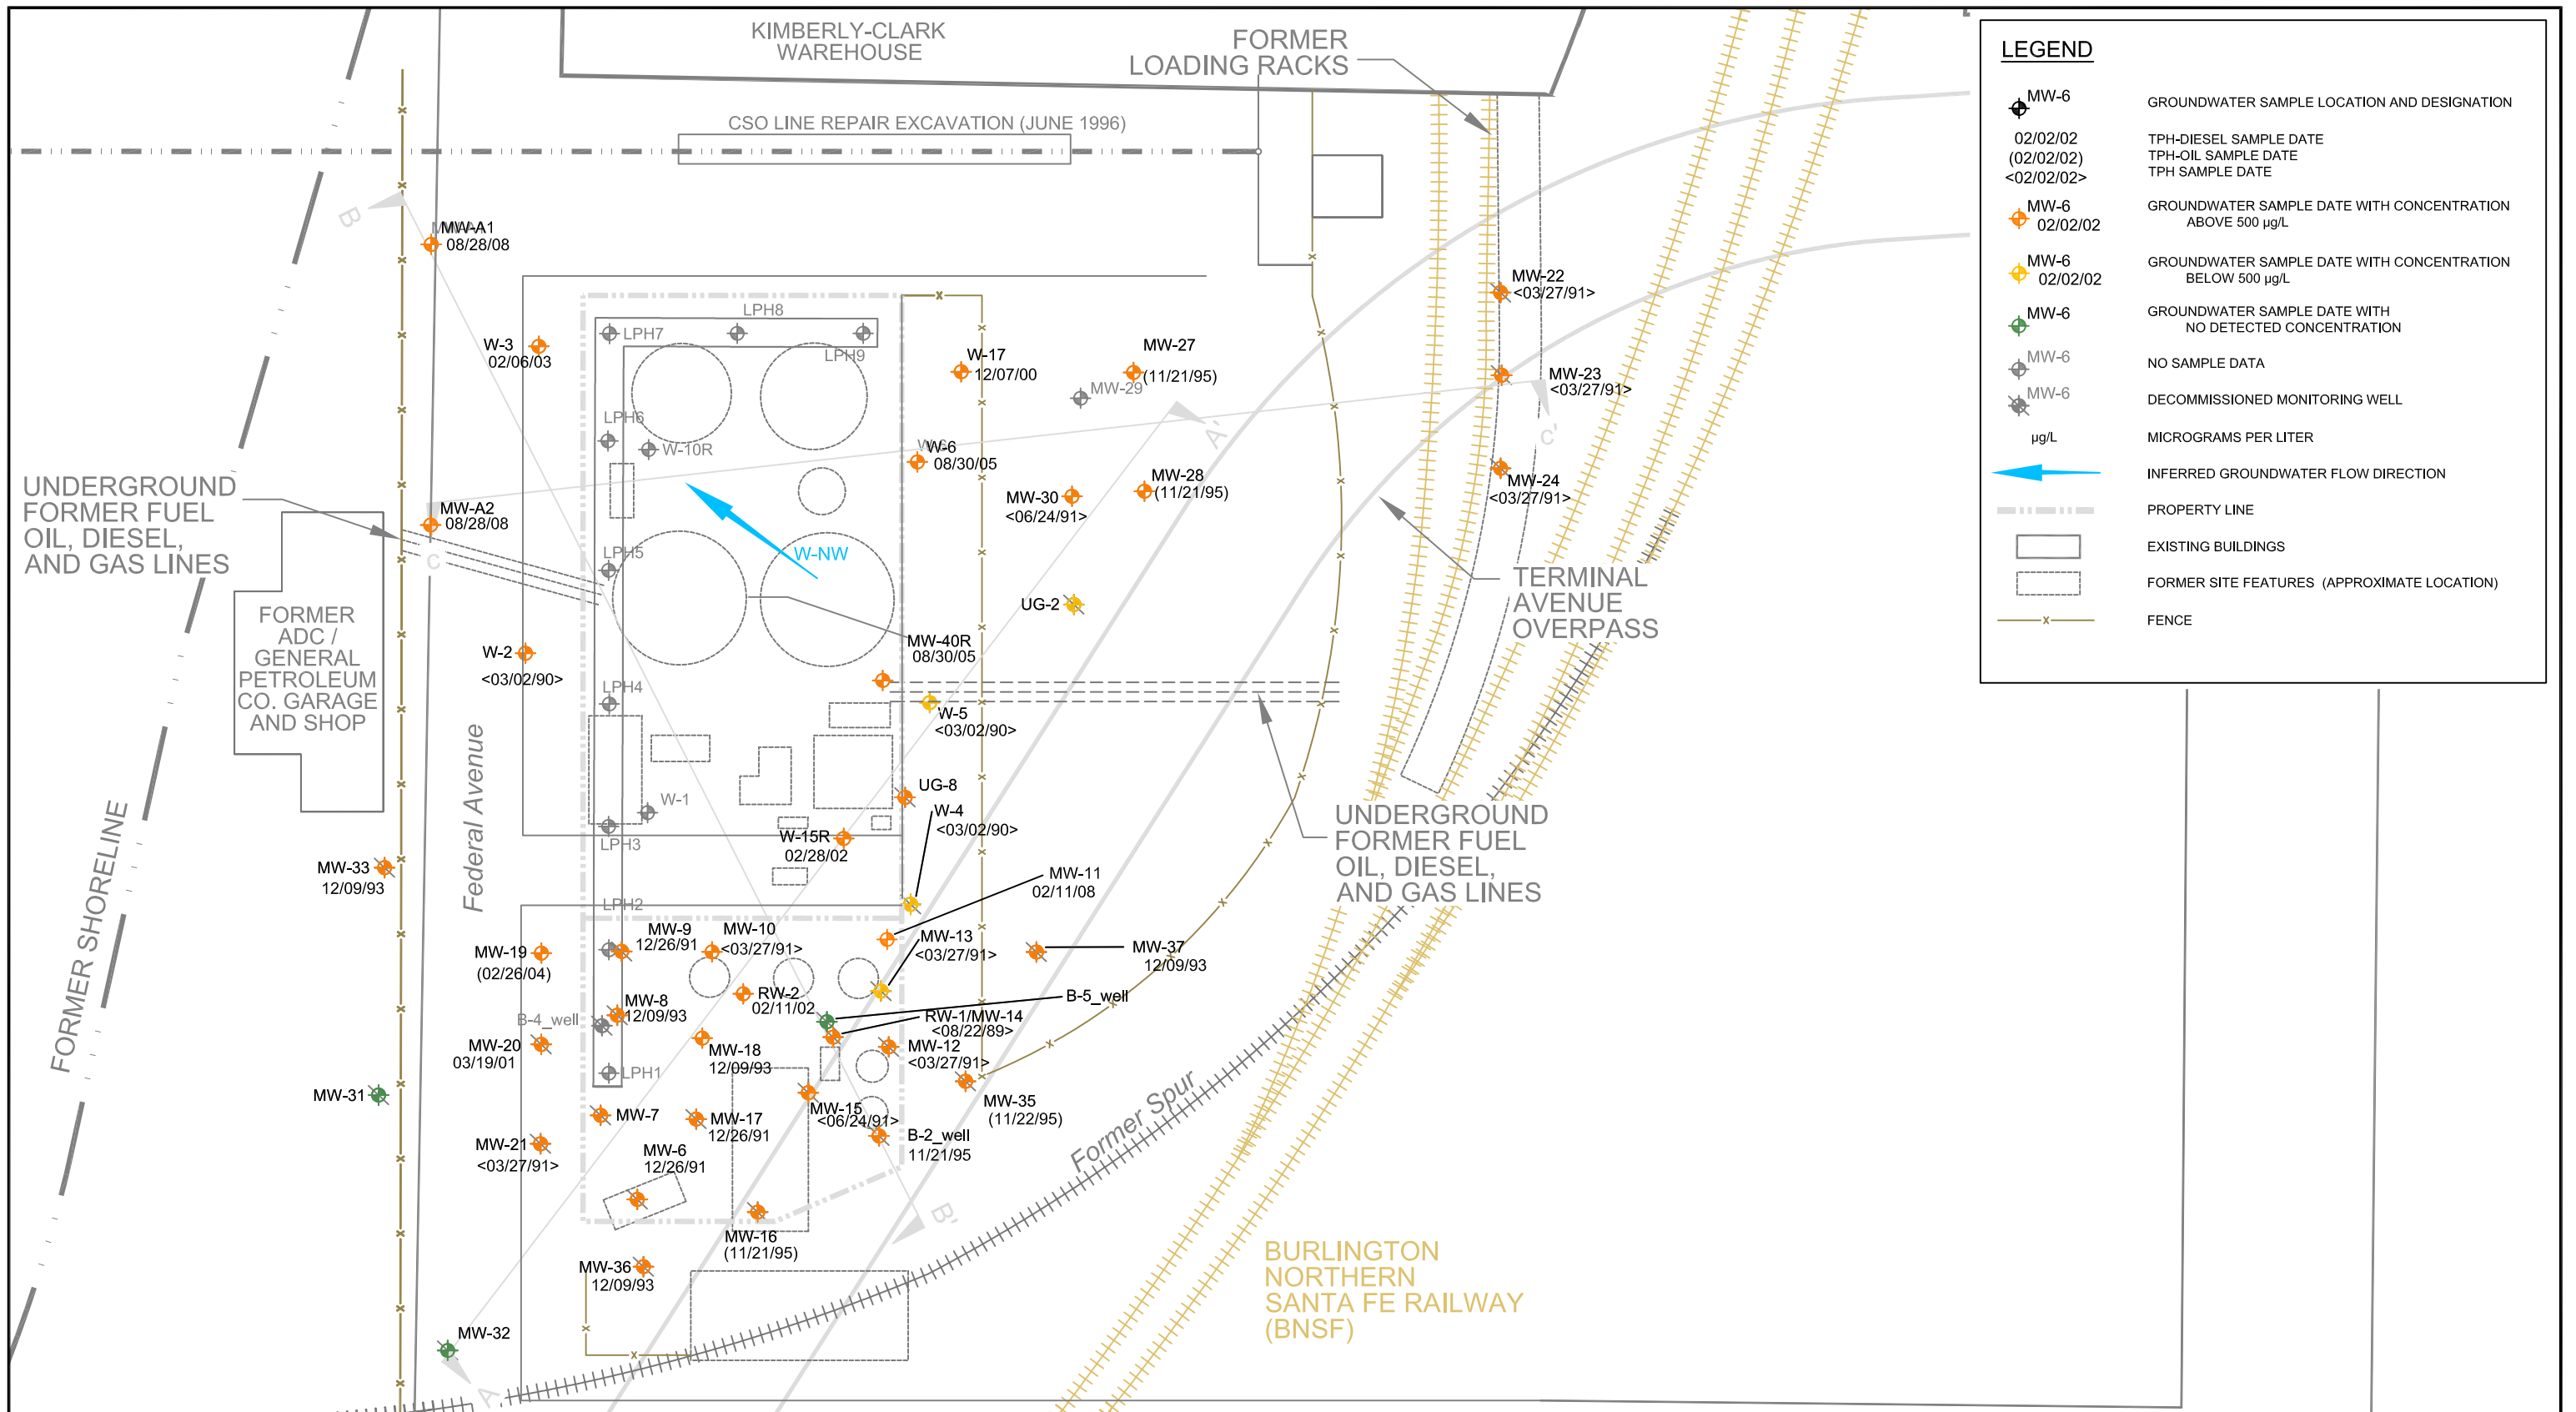 KIMBERLY-CLARK
WAREHOUSE
FORMER
LOADING RACKS
CSO LINE REPAIR EXCAVATION (JUNE 1996)
B
MW-A1
08/28/08
W-3
02/06/03
LPH7
LPH8
LPH9
W-17
12/07/00
MW-27
(11/21/95)
MW-29
MW-22
<03/27/91>
MW-23
<03/27/91>
LPH6
W-10R
W-6
08/30/05
A'
C'
MW-28
(11/21/95)
MW-30
<06/24/91>
MW-24
<03/27/91>
UNDERGROUND
FORMER FUEL
OIL, DIESEL,
AND GAS LINES
MW-A2
08/28/08
C
LPH5
W-NW
UG-2
TERMINAL
AVENUE
OVERPASS
FORMER
ADC /
GENERAL
PETROLEUM
CO. GARAGE
AND SHOP
W-2
<03/02/90>
MW-40R
08/30/05
LPH4
W-5
<03/02/90>
Federal Avenue
FORMER SHORELINE
UG-8
W-4
<03/02/90>
W-1
LPH3
W-15R
02/28/02
UNDERGROUND
FORMER FUEL
OIL, DIESEL,
AND GAS LINES
MW-33
12/09/93
MW-11
02/11/08
LPH2
MW-9
12/26/91
MW-10
<03/27/91>
MW-13
<03/27/91>
MW-37
12/09/93
MW-19
(02/26/04)
RW-2
02/11/02
B-5_well
MW-8
12/09/93
B-4_well
RW-1/MW-14
<08/22/89>
MW-20
03/19/01
MW-18
12/09/93
MW-12
<03/27/91>
LPH1
MW-31
MW-7
MW-17
12/26/91
MW-15
<06/24/91>
MW-35
(11/22/95)
MW-21
<03/27/91>
B-2_well
11/21/95
MW-6
12/26/91
Former Spur
B'
MW-16
(11/21/95)
MW-36
12/09/93
BURLINGTON
NORTHERN
SANTA FE RAILWAY
(BNSF)
MW-32
A
LEGEND
MW-6
GROUNDWATER SAMPLE LOCATION AND DESIGNATION
02/02/02
TPH-DIESEL SAMPLE DATE
(02/02/02)
TPH-OIL SAMPLE DATE
<02/02/02>
TPH SAMPLE DATE
MW-6
02/02/02
GROUNDWATER SAMPLE DATE WITH CONCENTRATION
ABOVE 500 µg/L
MW-6
02/02/02
GROUNDWATER SAMPLE DATE WITH CONCENTRATION
BELOW 500 µg/L
MW-6
GROUNDWATER SAMPLE DATE WITH
NO DETECTED CONCENTRATION
MW-6
NO SAMPLE DATA
MW-6
DECOMMISSIONED MONITORING WELL
µg/L
MICROGRAMS PER LITER
INFERRED GROUNDWATER FLOW DIRECTION
PROPERTY LINE
EXISTING BUILDINGS
FORMER SITE FEATURES (APPROXIMATE LOCATION)
FENCE